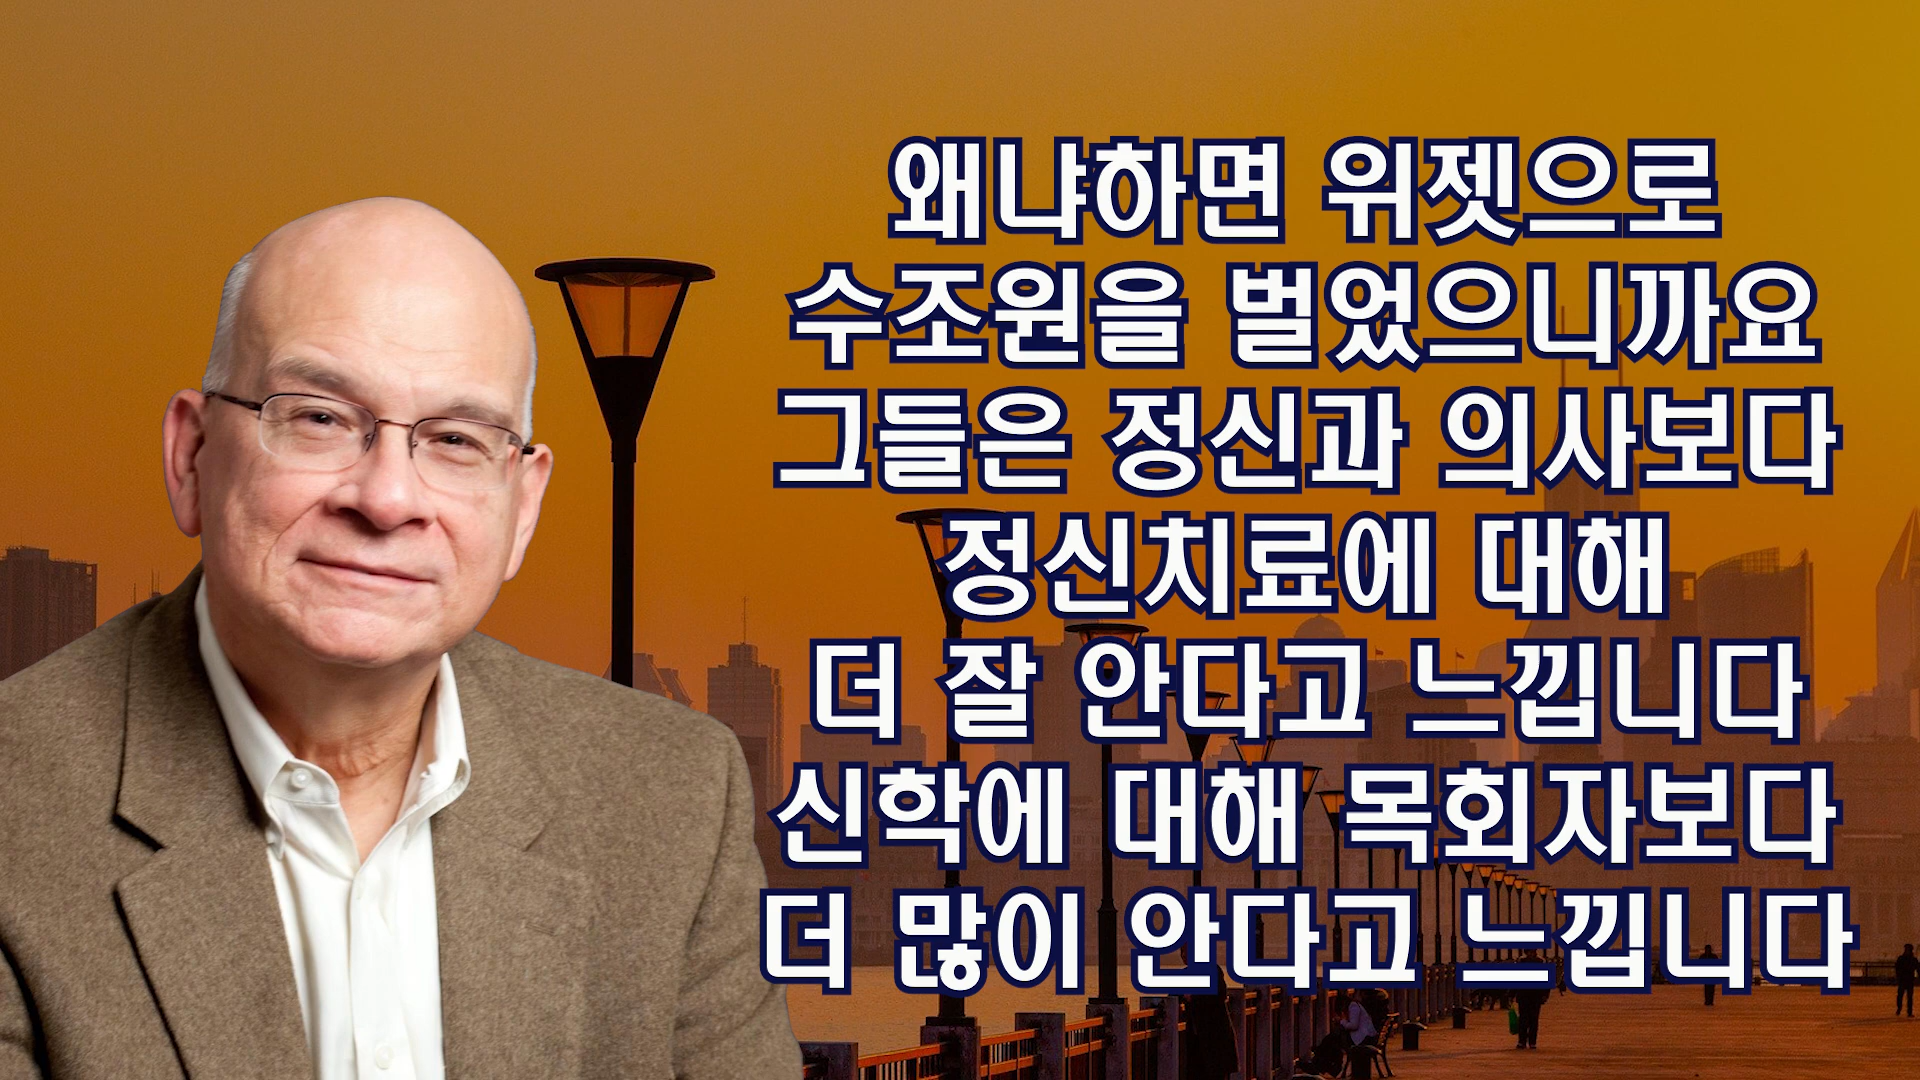 왜냐하면 위젯으로
수조원을 벌었으니까요
그들은 정신과 의사보다
정신치료에 대해
더 잘 안다고 느낍니다
신학에 대해 목회자보다
더 많이 안다고 느낍니다